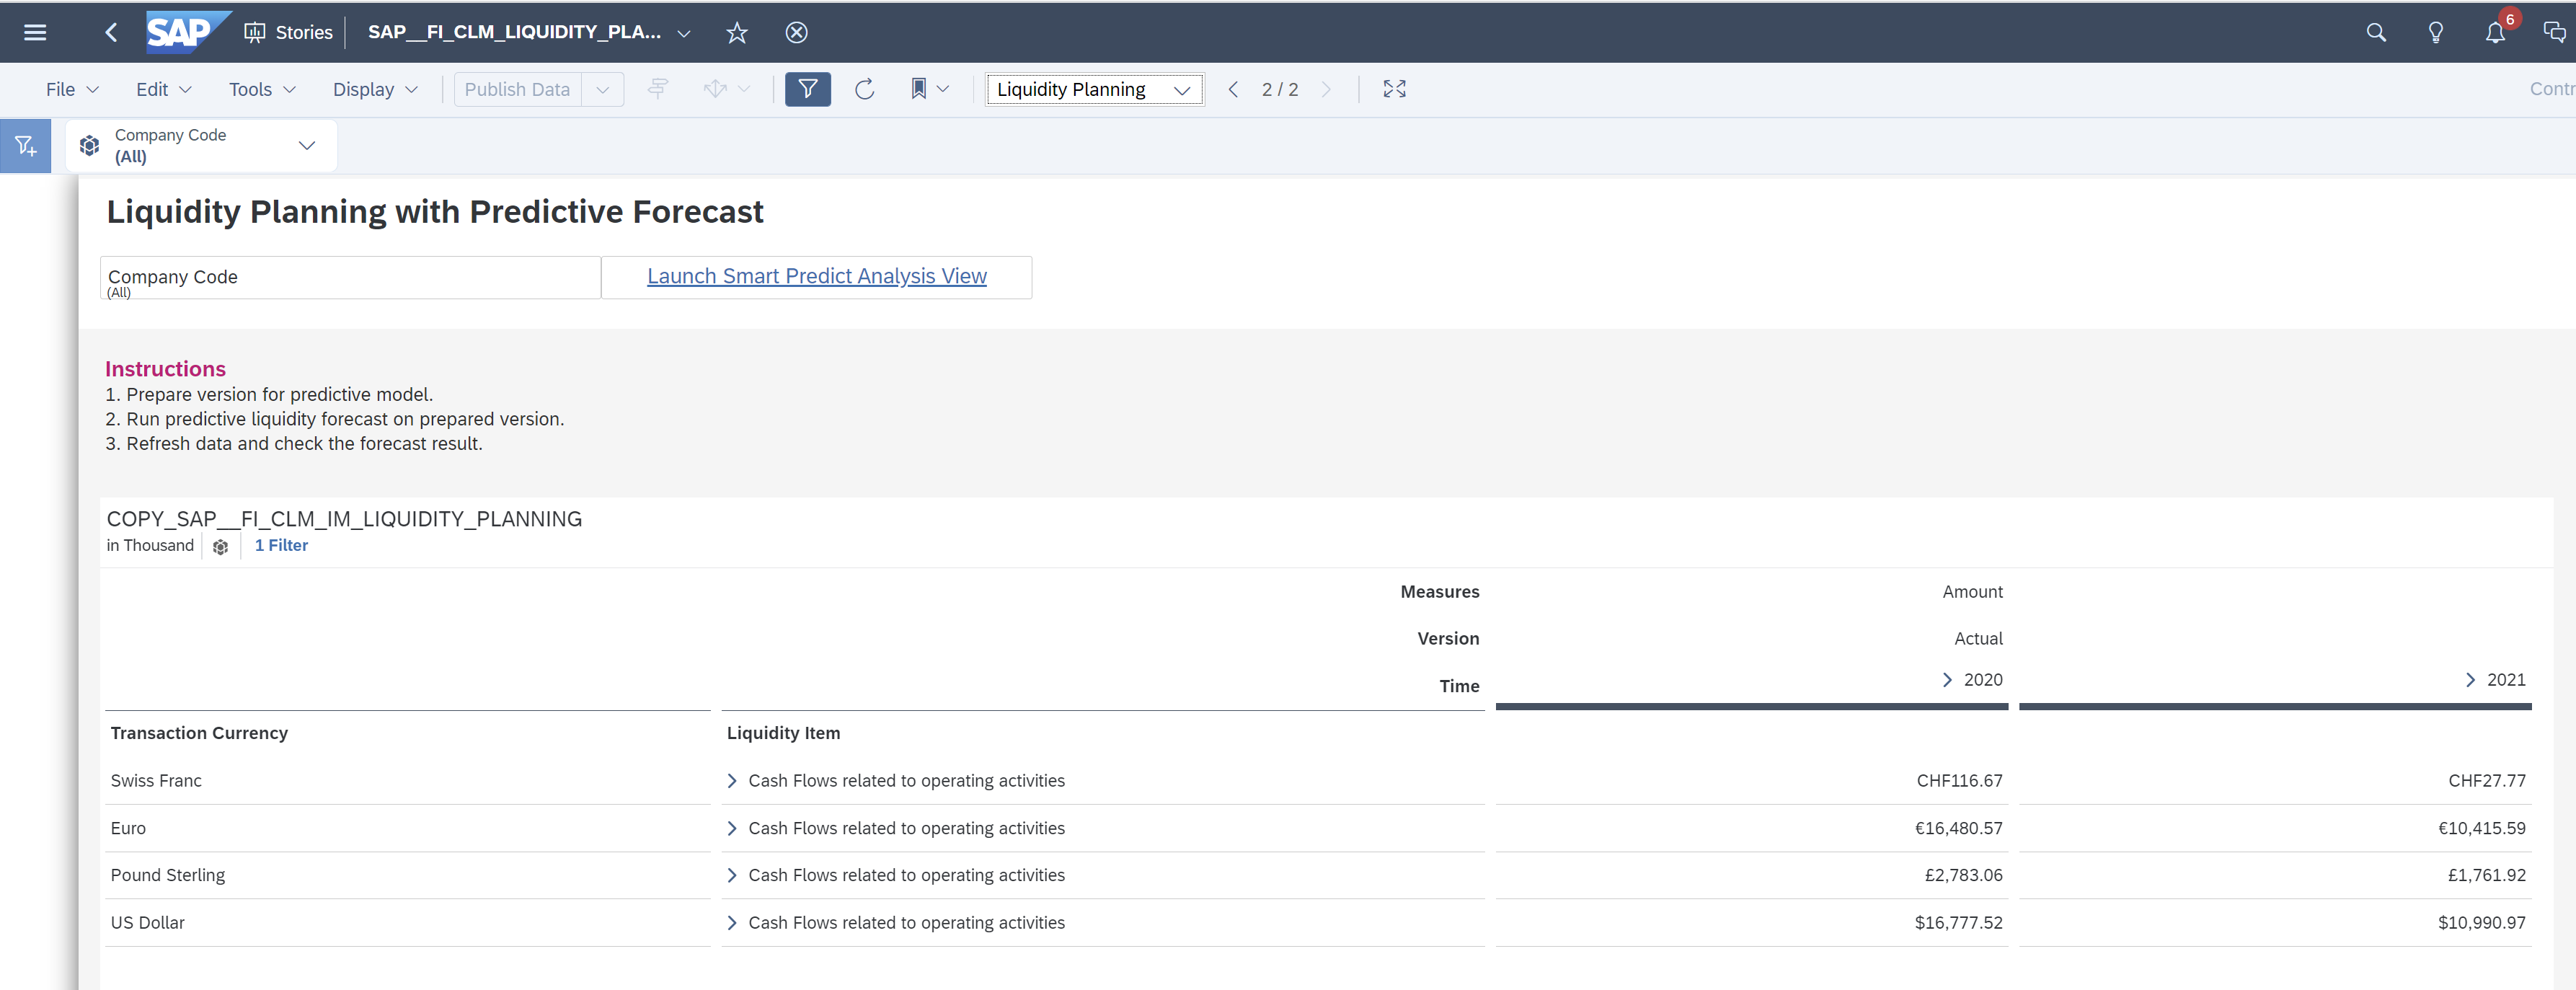 SAP Stories SAP__FI_CLM_LIQUIDITY_PLA... 6
File Edit Tools Display Publish Data Liquidity Planning 2 / 2 Contr
Company Code
(All)
Liquidity Planning with Predictive Forecast
Company Code
(All)
Launch Smart Predict Analysis View
Instructions
1. Prepare version for predictive model.
2. Run predictive liquidity forecast on prepared version.
3. Refresh data and check the forecast result.
COPY_SAP__FI_CLM_IM_LIQUIDITY_PLANNING
in Thousand 1 Filter
Measures Amount
Version Actual
Time 2020 2021
Transaction Currency Liquidity Item
Swiss Franc Cash Flows related to operating activities CHF116.67 CHF27.77
Euro Cash Flows related to operating activities €16,480.57 €10,415.59
Pound Sterling Cash Flows related to operating activities £2,783.06 £1,761.92
US Dollar Cash Flows related to operating activities $16,777.52 $10,990.97